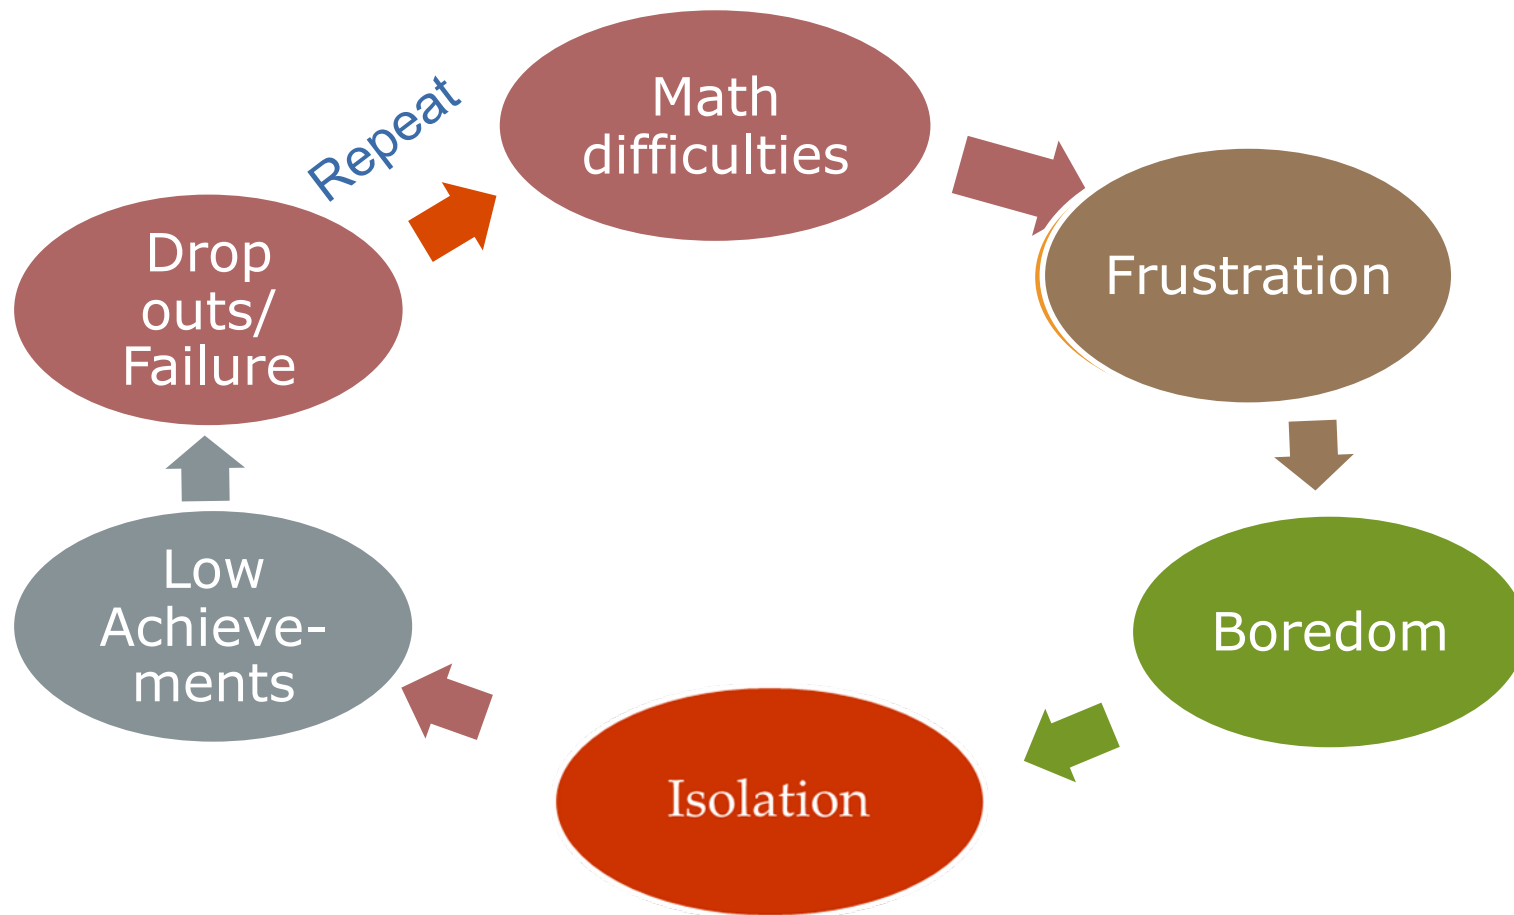 Repeat
Math
difficulties
Frustration
Boredom
Isolation
Low
Achieve-
ments
Drop
outs/
Failure